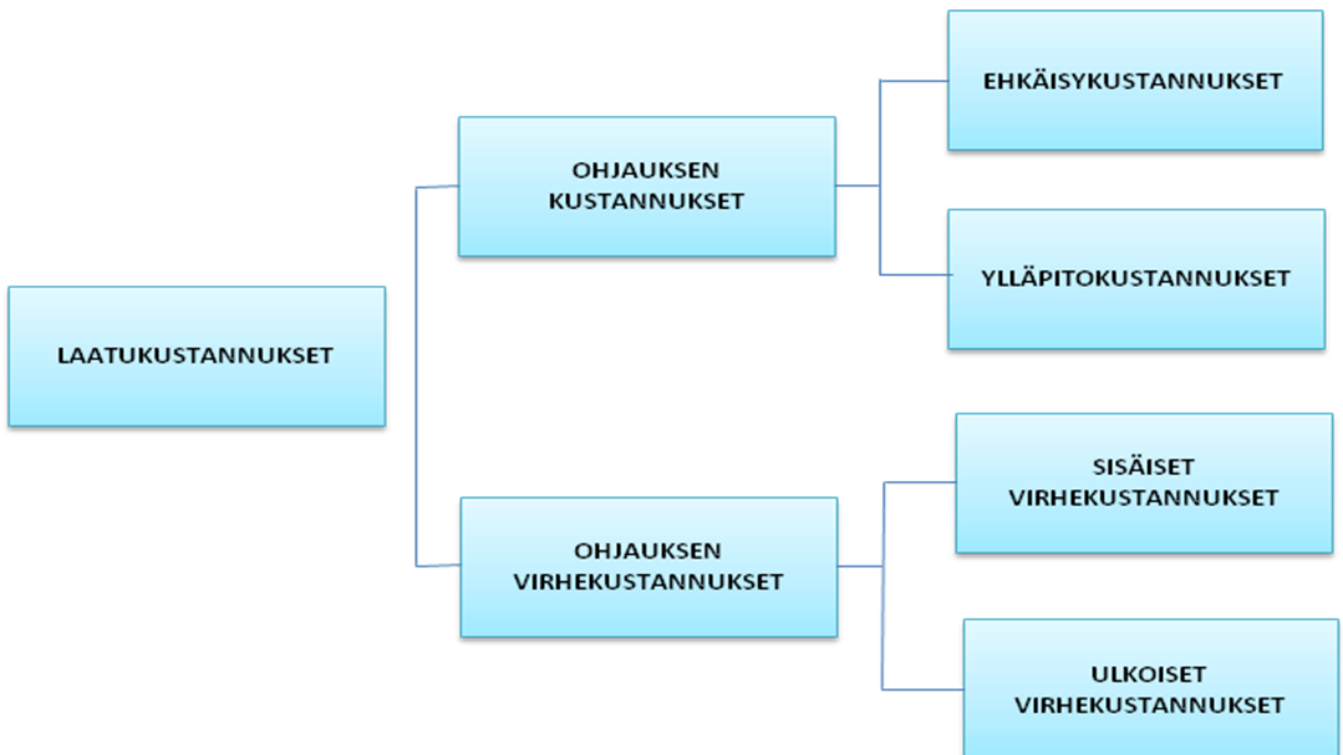 LAATUKUSTANNUKSET
OHJAUKSEN
KUSTANNUKSET
EHKÄISYKUSTANNUKSET
YLLÄPITOKUSTANNUKSET
OHJAUKSEN
VIRHEKUSTANNUKSET
SISÄISET
VIRHEKUSTANNUKSET
ULKOISET
VIRHEKUSTANNUKSET